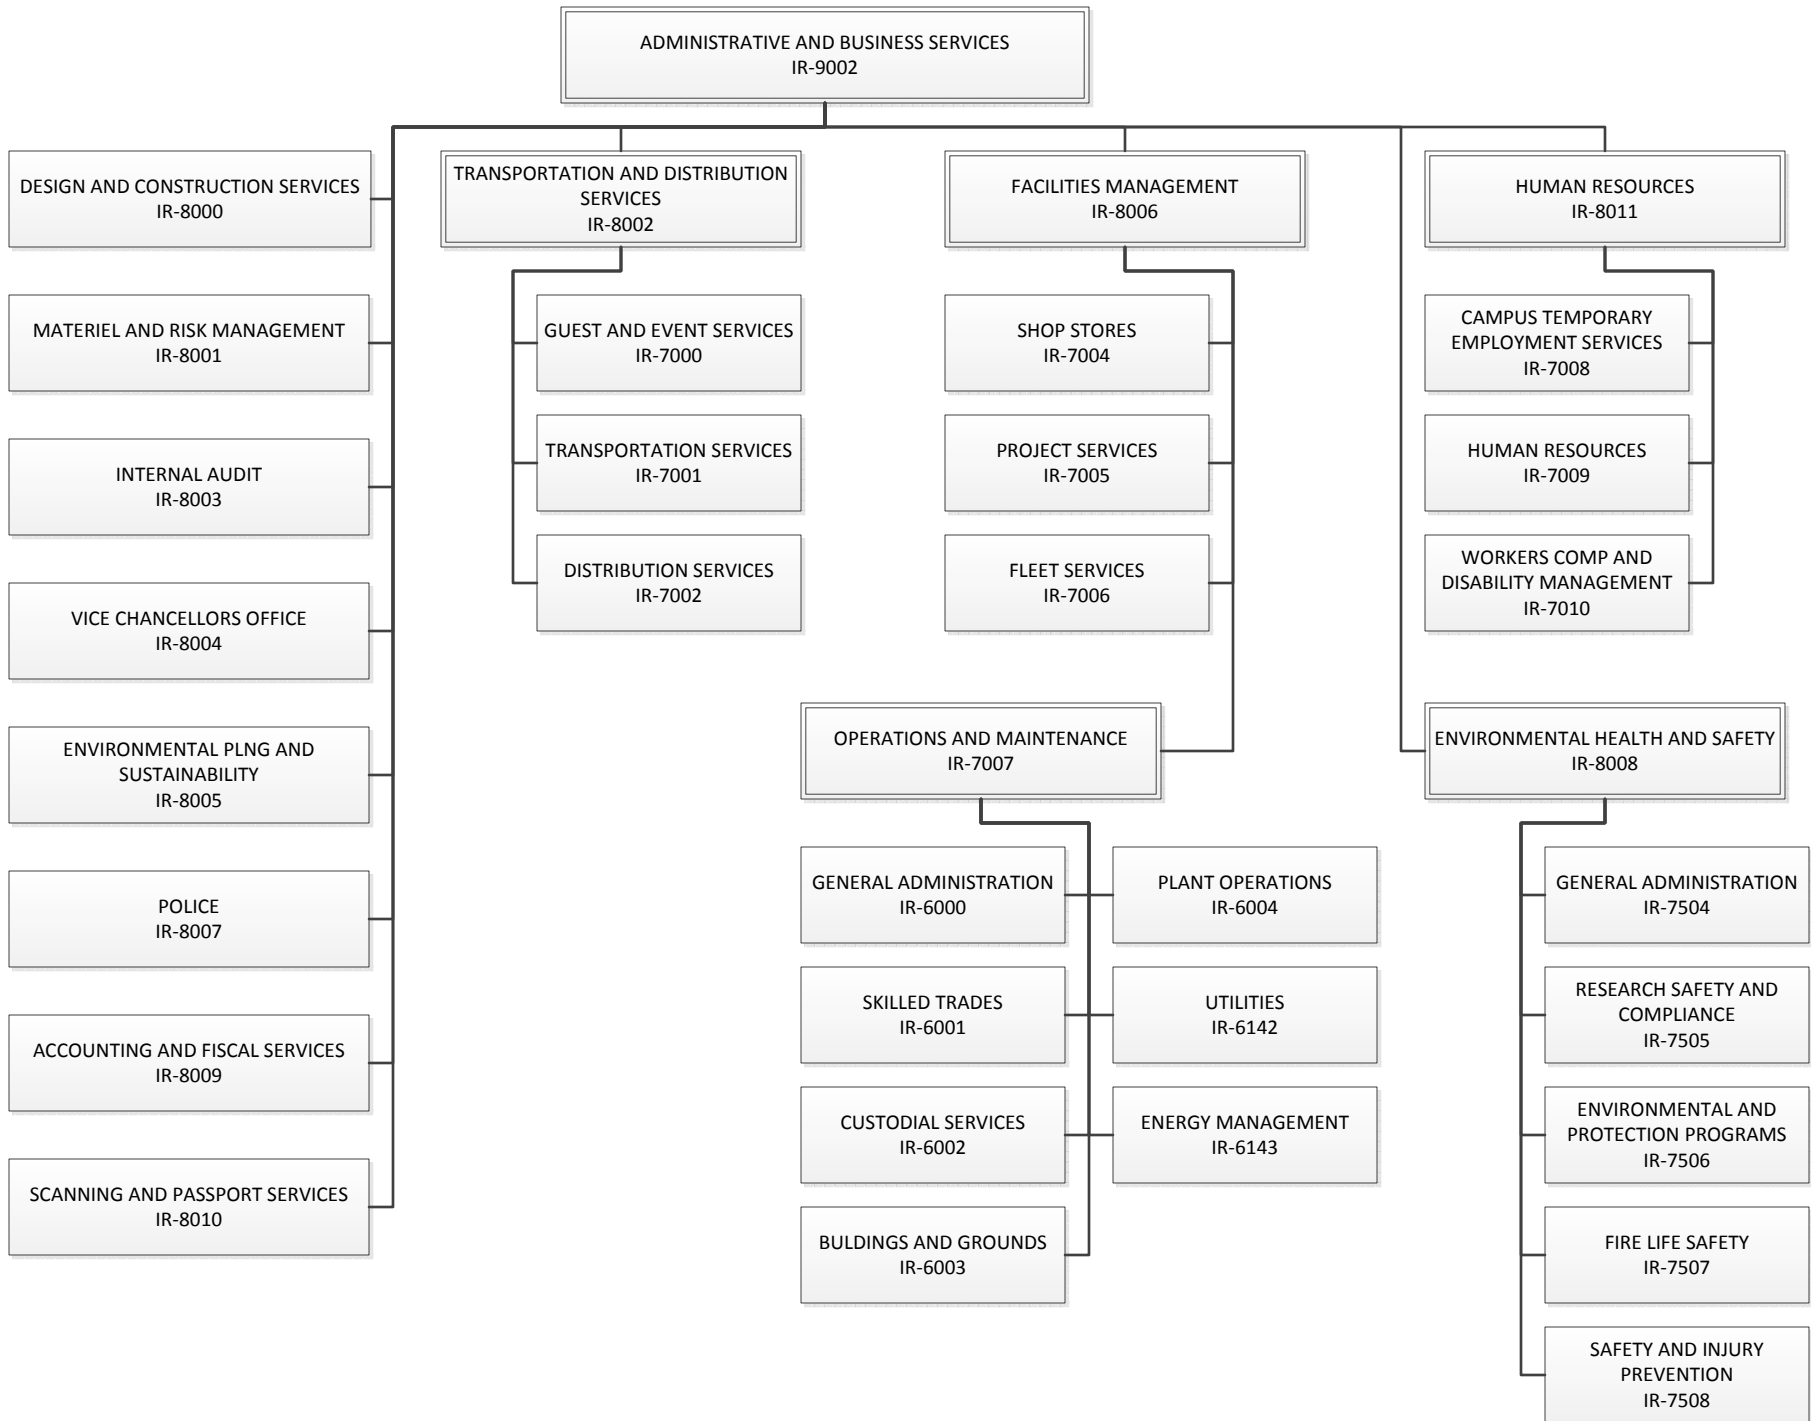 ADMINISTRATIVE AND BUSINESS SERVICES
IR-9002
DESIGN AND CONSTRUCTION SERVICES
IR-8000
MATERIEL AND RISK MANAGEMENT
IR-8001
INTERNAL AUDIT
IR-8003
VICE CHANCELLORS OFFICE
IR-8004
ENVIRONMENTAL PLNG AND
SUSTAINABILITY
IR-8005
POLICE
IR-8007
ACCOUNTING AND FISCAL SERVICES
IR-8009
SCANNING AND PASSPORT SERVICES
IR-8010
TRANSPORTATION AND DISTRIBUTION
SERVICES
IR-8002
GUEST AND EVENT SERVICES
IR-7000
TRANSPORTATION SERVICES
IR-7001
DISTRIBUTION SERVICES
IR-7002
FACILITIES MANAGEMENT
IR-8006
SHOP STORES
IR-7004
PROJECT SERVICES
IR-7005
FLEET SERVICES
IR-7006
OPERATIONS AND MAINTENANCE
IR-7007
GENERAL ADMINISTRATION
IR-6000
SKILLED TRADES
IR-6001
CUSTODIAL SERVICES
IR-6002
BULDINGS AND GROUNDS
IR-6003
PLANT OPERATIONS
IR-6004
UTILITIES
IR-6142
ENERGY MANAGEMENT
IR-6143
HUMAN RESOURCES
IR-8011
CAMPUS TEMPORARY
EMPLOYMENT SERVICES
IR-7008
HUMAN RESOURCES
IR-7009
WORKERS COMP AND
DISABILITY MANAGEMENT
IR-7010
ENVIRONMENTAL HEALTH AND SAFETY
IR-8008
GENERAL ADMINISTRATION
IR-7504
RESEARCH SAFETY AND
COMPLIANCE
IR-7505
ENVIRONMENTAL AND
PROTECTION PROGRAMS
IR-7506
FIRE LIFE SAFETY
IR-7507
SAFETY AND INJURY
PREVENTION
IR-7508